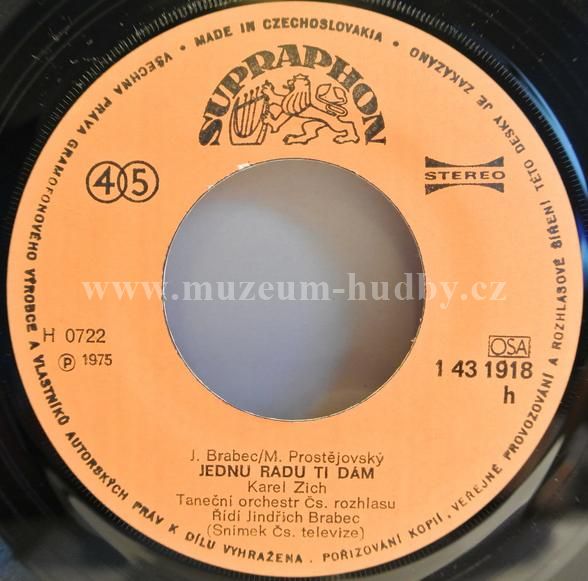 VŠECHNA PRÁVA GRAMOFONOVÉHO VÝROBCE A VLASTNÍKŮ AUTORSKÝCH PRÁV K DÍLU VYHRAŽENA. POŘIZOVÁNÍ KOPIÍ, VEŘEJNÉ PROVOZOVÁNÍ A ROZHLASOVÉ ŠÍŘENÍ TÉTO DESKY JE ZAKÁZÁNO • MADE IN CZECHOSLOVAKIA •
SUPRAPHON
45
STEREO
www.muzeum-hudby.cz
H 0722
Ⓟ 1975
OSA
1 43 1918
h
J. Brabec/M. Prostějovský
JEDNU RADU TI DÁM
Karel Zich
Taneční orchestr Čs. rozhlasu
Řídí Jindřich Brabec
(Snímek Čs. televize)